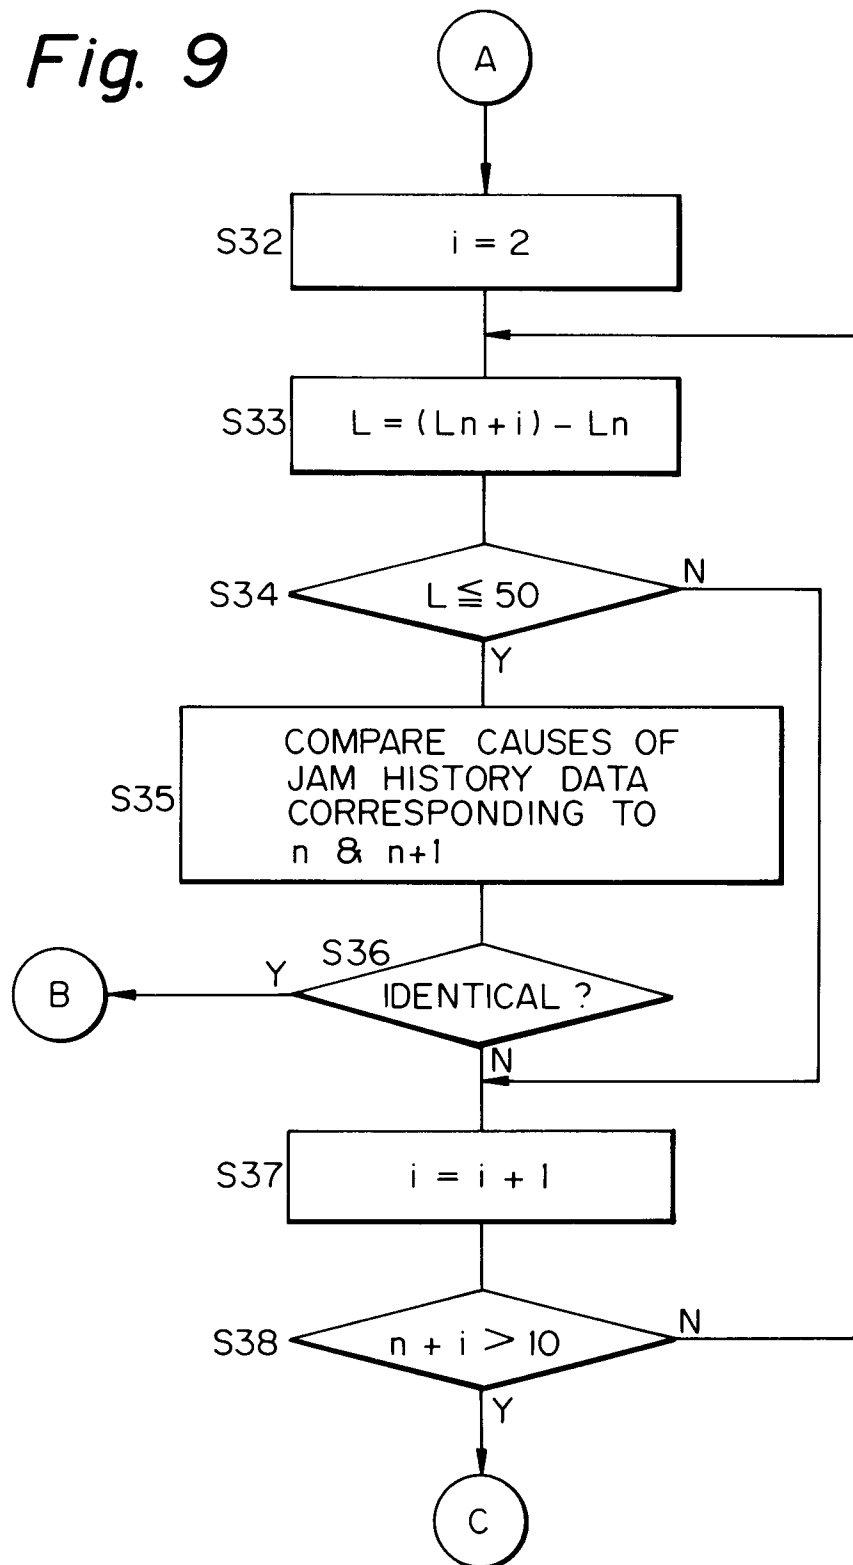 Fig. 9
A
S32
i = 2
S33
L = (Ln + i) - Ln
S34
L ≦ 50
N
Y
S35
COMPARE CAUSES OF
JAM HISTORY DATA
CORRESPONDING TO
n & n+1
S36
IDENTICAL ?
Y
B
N
S37
i = i + 1
S38
n + i > 10
N
Y
C